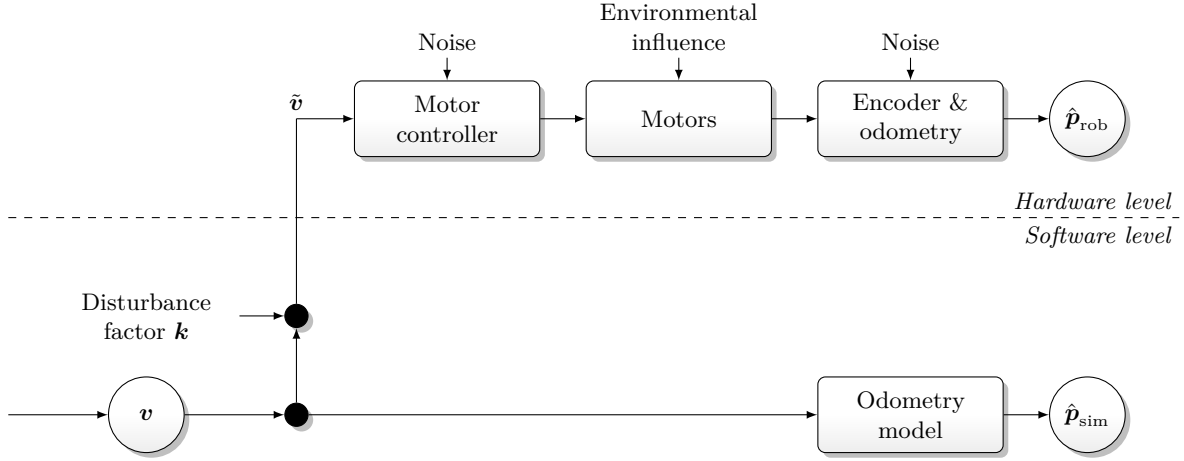 Environmental
influence
Noise
Noise
ṽ
Motor
controller
Motors
Encoder &
odometry
p̂rob
Hardware level
Software level
Disturbance
factor k
v
Odometry
model
p̂sim